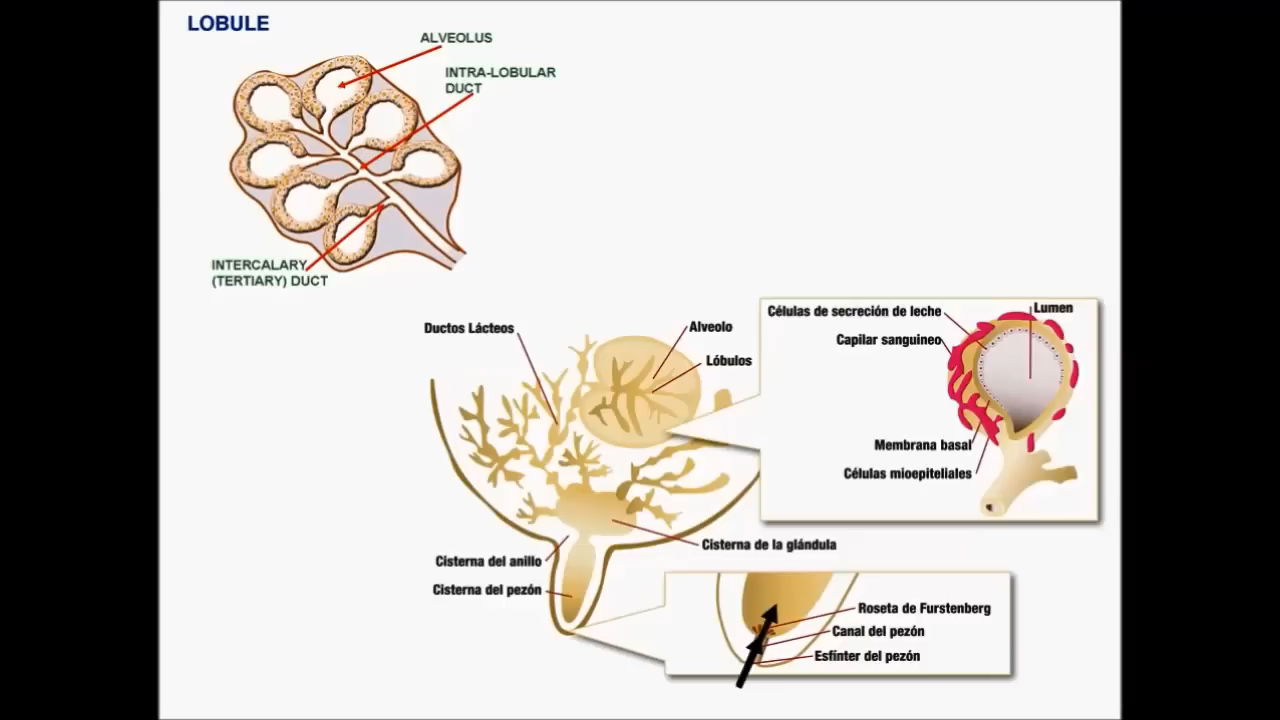 LOBULE
ALVEOLUS
INTRA-LOBULAR
DUCT
INTERCALARY
(TERTIARY) DUCT
Ductos Lácteos
Alveolo
Lóbulos
Células de secreción de leche
Lumen
Capilar sanguineo
Membrana basal
Células mioepiteliales
Cisterna de la glándula
Cisterna del anillo
Cisterna del pezón
Roseta de Furstenberg
Canal del pezón
Esfínter del pezón